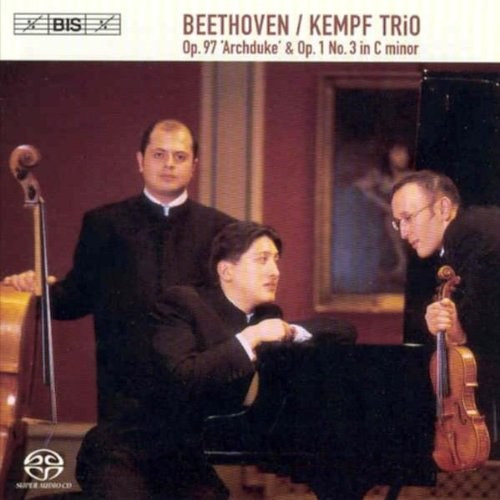 BIS
BEETHOVEN / KEMPF TRiO
Op. 97 'Archduke' & Op. 1 No. 3 in C minor
SUPER AUDIO CD